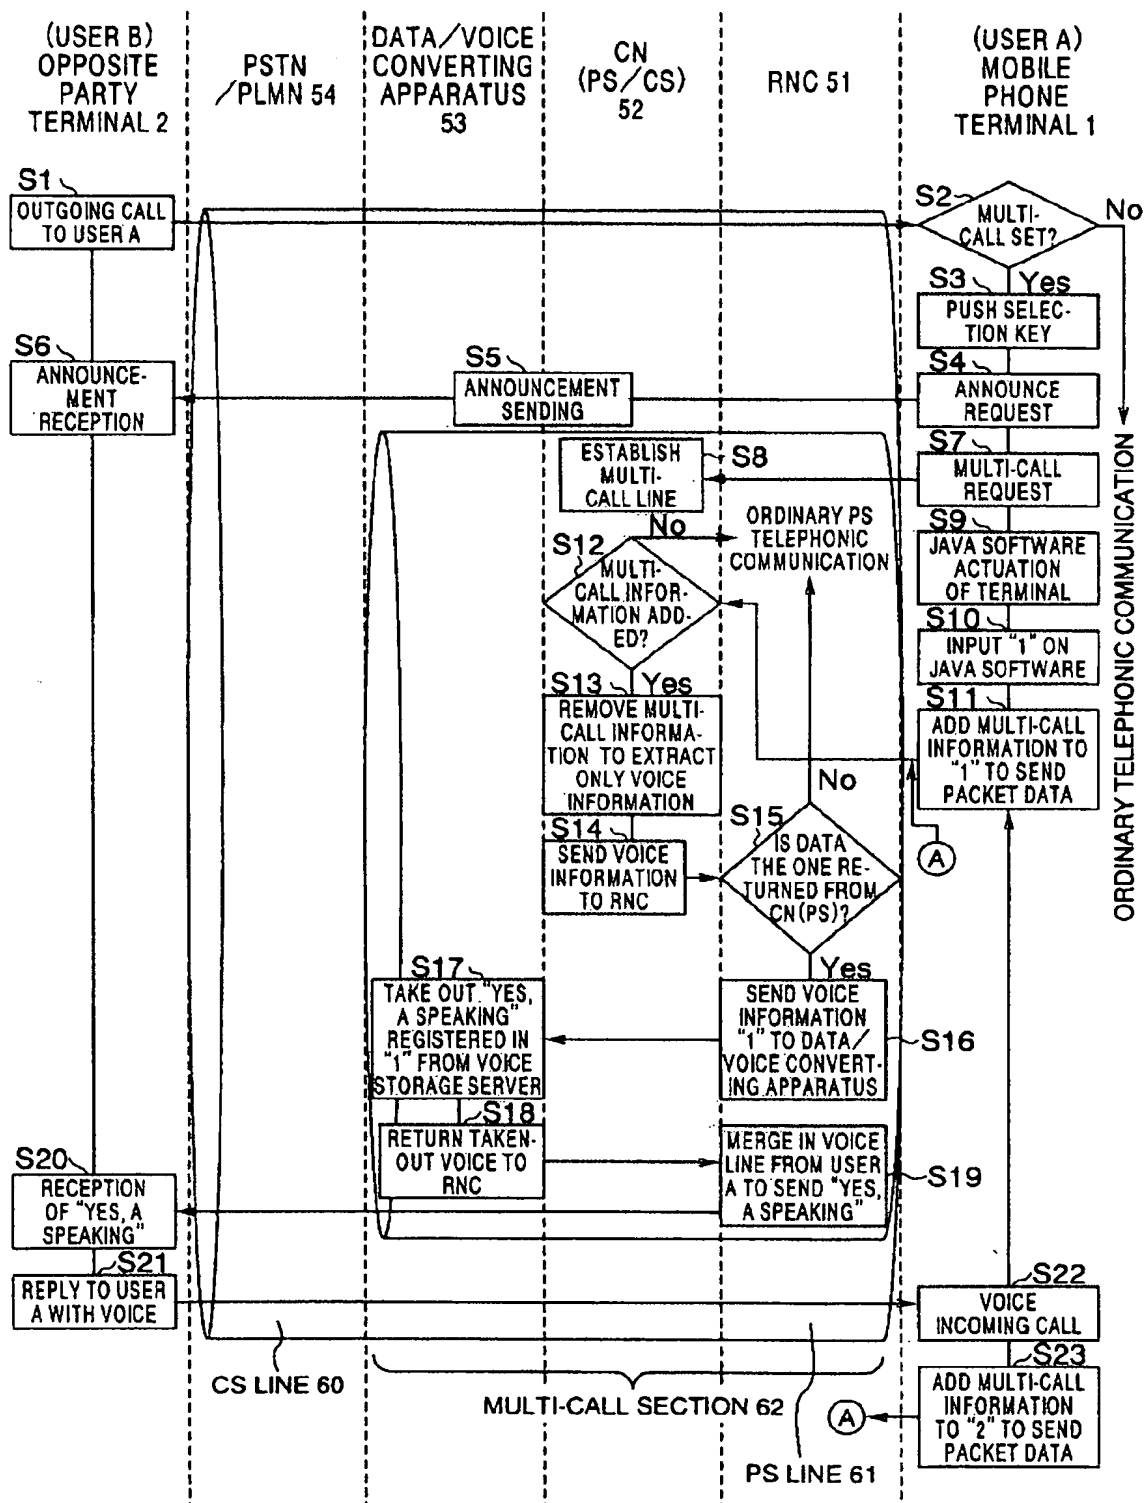 (USER B)
OPPOSITE
PARTY
TERMINAL 2
PSTN
/PLMN 54
DATA/VOICE
CONVERTING
APPARATUS
53
CN
(PS/CS)
52
RNC 51
(USER A)
MOBILE
PHONE
TERMINAL 1
S1
OUTGOING CALL
TO USER A
S2
MULTI-
CALL SET?
No
Yes
S3
PUSH SELEC-
TION KEY
S4
ANNOUNCE
REQUEST
S5
ANNOUNCEMENT
SENDING
S6
ANNOUNCE-
MENT
RECEPTION
S7
MULTI-CALL
REQUEST
S8
ESTABLISH
MULTI-
CALL LINE
S9
JAVA SOFTWARE
ACTUATION
OF TERMINAL
S10
INPUT "1" ON
JAVA SOFTWARE
S11
ADD MULTI-CALL
INFORMATION TO
"1" TO SEND
PACKET DATA
ORDINARY TELEPHONIC COMMUNICATION
S12
MULTI-
CALL INFOR-
MATION ADD-
ED?
No
ORDINARY PS
TELEPHONIC
COMMUNICATION
Yes
S13
REMOVE MULTI-
CALL INFORMA-
TION TO EXTRACT
ONLY VOICE
INFORMATION
S14
SEND VOICE
INFORMATION
TO RNC
S15
IS DATA
THE ONE RE-
TURNED FROM
CN(PS)?
No
Yes
A
S16
SEND VOICE
INFORMATION
"1" TO DATA/
VOICE CONVERT-
ING APPARATUS
S17
TAKE OUT "YES,
A SPEAKING"
REGISTERED IN
"1" FROM VOICE
STORAGE SERVER
S18
RETURN TAKEN-
OUT VOICE TO
RNC
S19
MERGE IN VOICE
LINE FROM USER
A TO SEND "YES,
A SPEAKING"
S20
RECEPTION
OF "YES, A
SPEAKING"
S21
REPLY TO USER
A WITH VOICE
S22
VOICE
INCOMING CALL
S23
ADD MULTI-CALL
INFORMATION
TO "2" TO SEND
PACKET DATA
A
CS LINE 60
MULTI-CALL SECTION 62
PS LINE 61